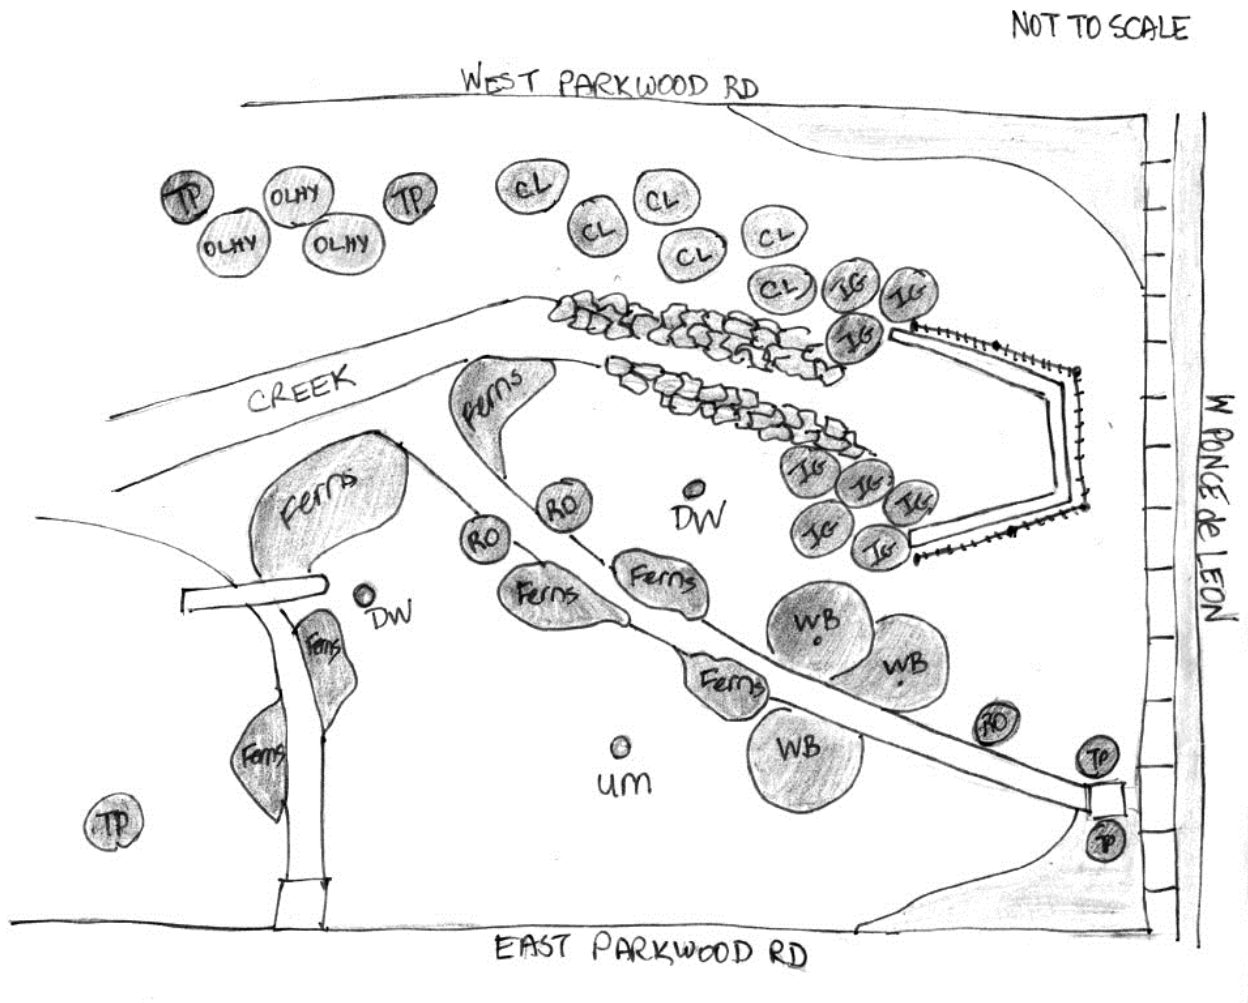 NOT TO SCALE
WEST PARKWOOD RD
TP
OLHY
TP
OLHY
OLHY
CL
CL
CL
CL
CL
CL
IG
IG
IG
CREEK
Ferns
Ferns
IG
IG
IG
IG
IG
RO
RO
DW
W PONCE de LEON
Ferns
Ferns
DW
WB
WB
Ferns
Ferns
Ferns
RO
WB
TP
UM
TP
TP
EAST PARKWOOD RD